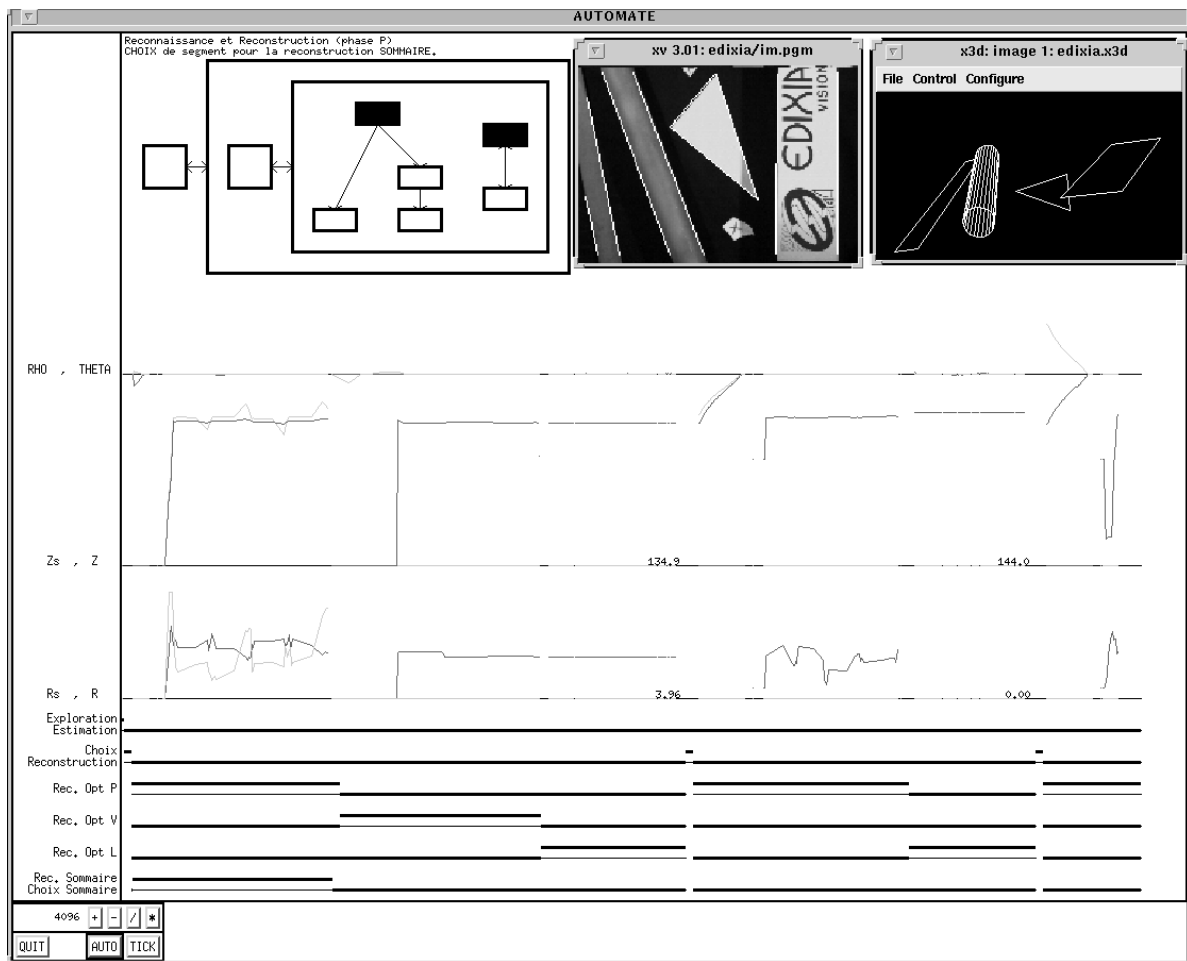 AUTOMATE
Reconnaissance et Reconstruction (phase P)
CHOIX de segment pour la reconstruction SOMMAIRE.
xv 3.01: edixia/im.pgm
EDIXIA
VISION
x3d: image 1: edixia.x3d
File Control Configure
RHO , THETA
Zs , Z
134.9
144.0
Rs , R
3.96
0.00
Exploration
Estimation
Choix
Reconstruction
Rec. Opt P
Rec. Opt V
Rec. Opt L
Rec. Sommaire
Choix Sommaire
4096 + - / *
QUIT AUTO TICK